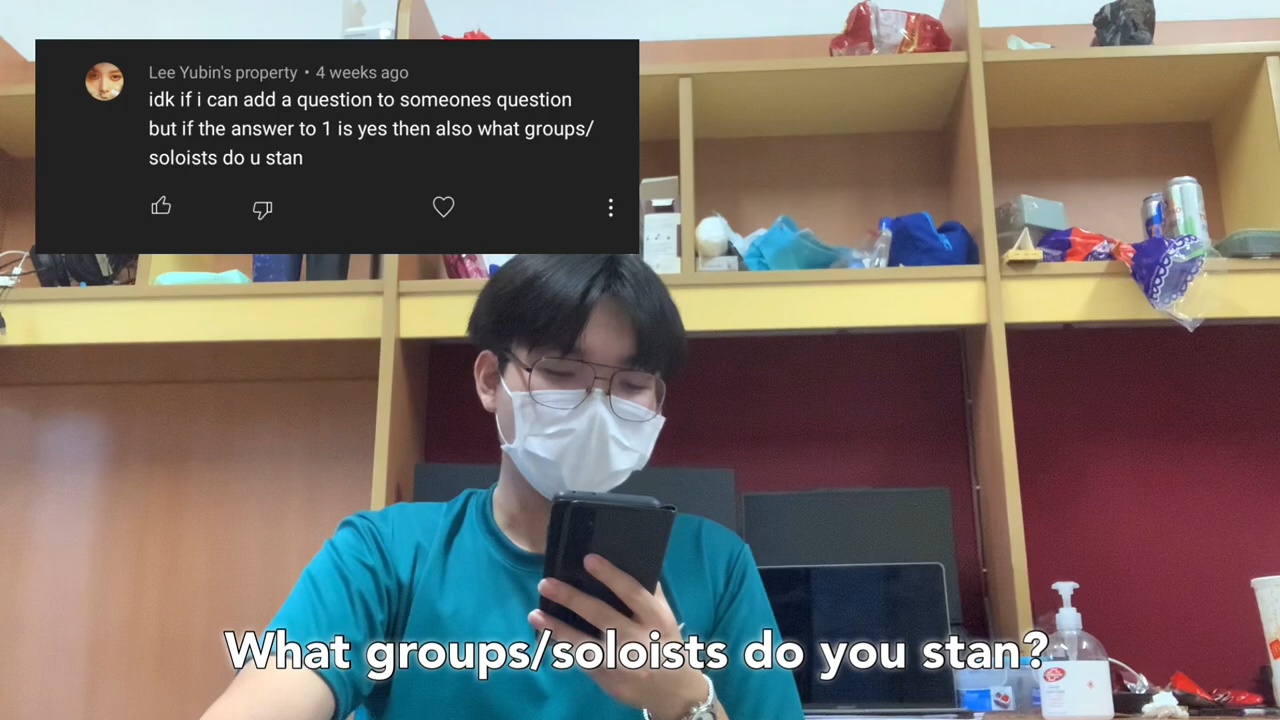 Lee Yubin's property • 4 weeks ago
idk if i can add a question to someones question
but if the answer to 1 is yes then also what groups/
soloists do u stan
What groups/soloists do you stan?